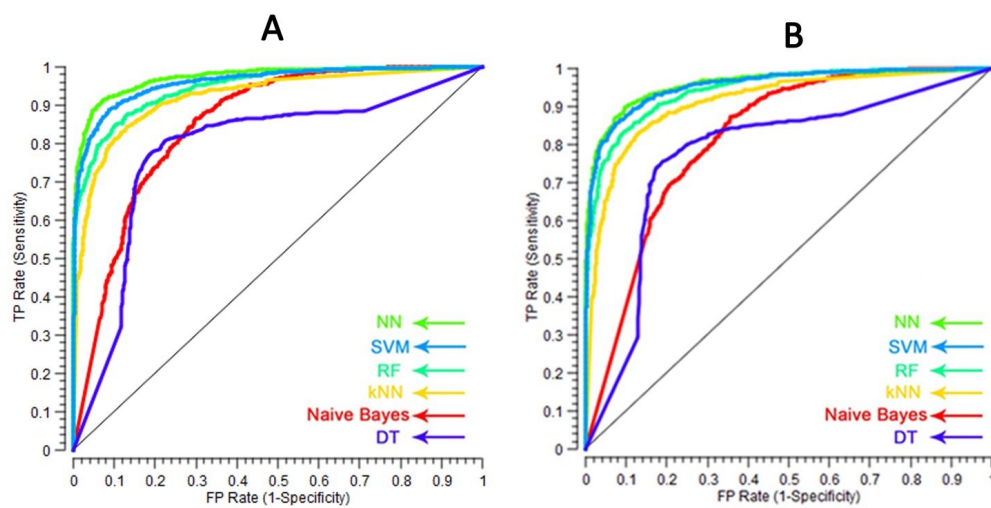 A
1
0.9
0.8
0.7
0.6
0.5
0.4
0.3
0.2
0.1
0
TP Rate (Sensitivity)
NN
SVM
RF
kNN
Naive Bayes
DT
0 0.1 0.2 0.3 0.4 0.5 0.6 0.7 0.8 0.9 1
FP Rate (1-Specificity)
B
1
0.9
0.8
0.7
0.6
0.5
0.4
0.3
0.2
0.1
0
TP Rate (Sensitivity)
NN
SVM
RF
kNN
Naive Bayes
DT
0 0.1 0.2 0.3 0.4 0.5 0.6 0.7 0.8 0.9 1
FP Rate (1-Specificity)